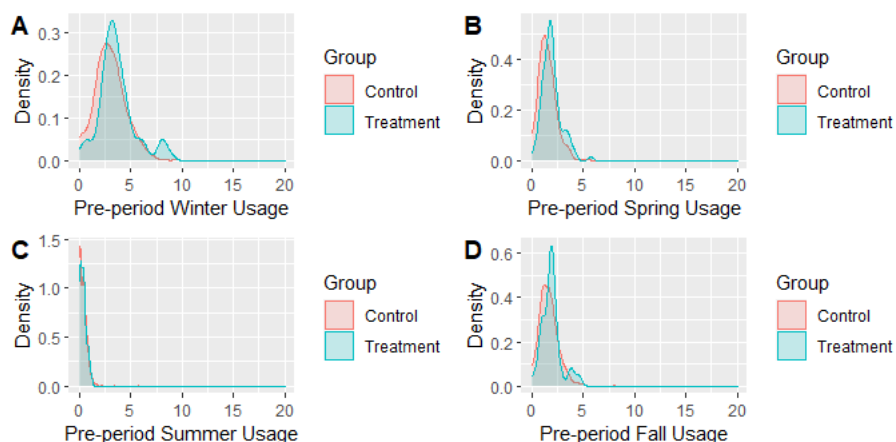 A
Density
0.3
0.2
0.1
0.0
0 5 10 15 20
Pre-period Winter Usage
Group
Control
Treatment
B
Density
0.4
0.2
0.0
0 5 10 15 20
Pre-period Spring Usage
Group
Control
Treatment
C
Density
1.5
1.0
0.5
0.0
0 5 10 15 20
Pre-period Summer Usage
Group
Control
Treatment
D
Density
0.6
0.4
0.2
0.0
0 5 10 15 20
Pre-period Fall Usage
Group
Control
Treatment